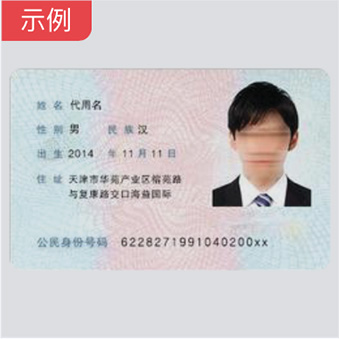 示例
姓名 代用名
性别 男 民族 汉
出生 2014 年 11 月 11 日
住址 天津市华苑产业区榕苑路
与复康路交口海益国际
公民身份号码 6228271991040200xx